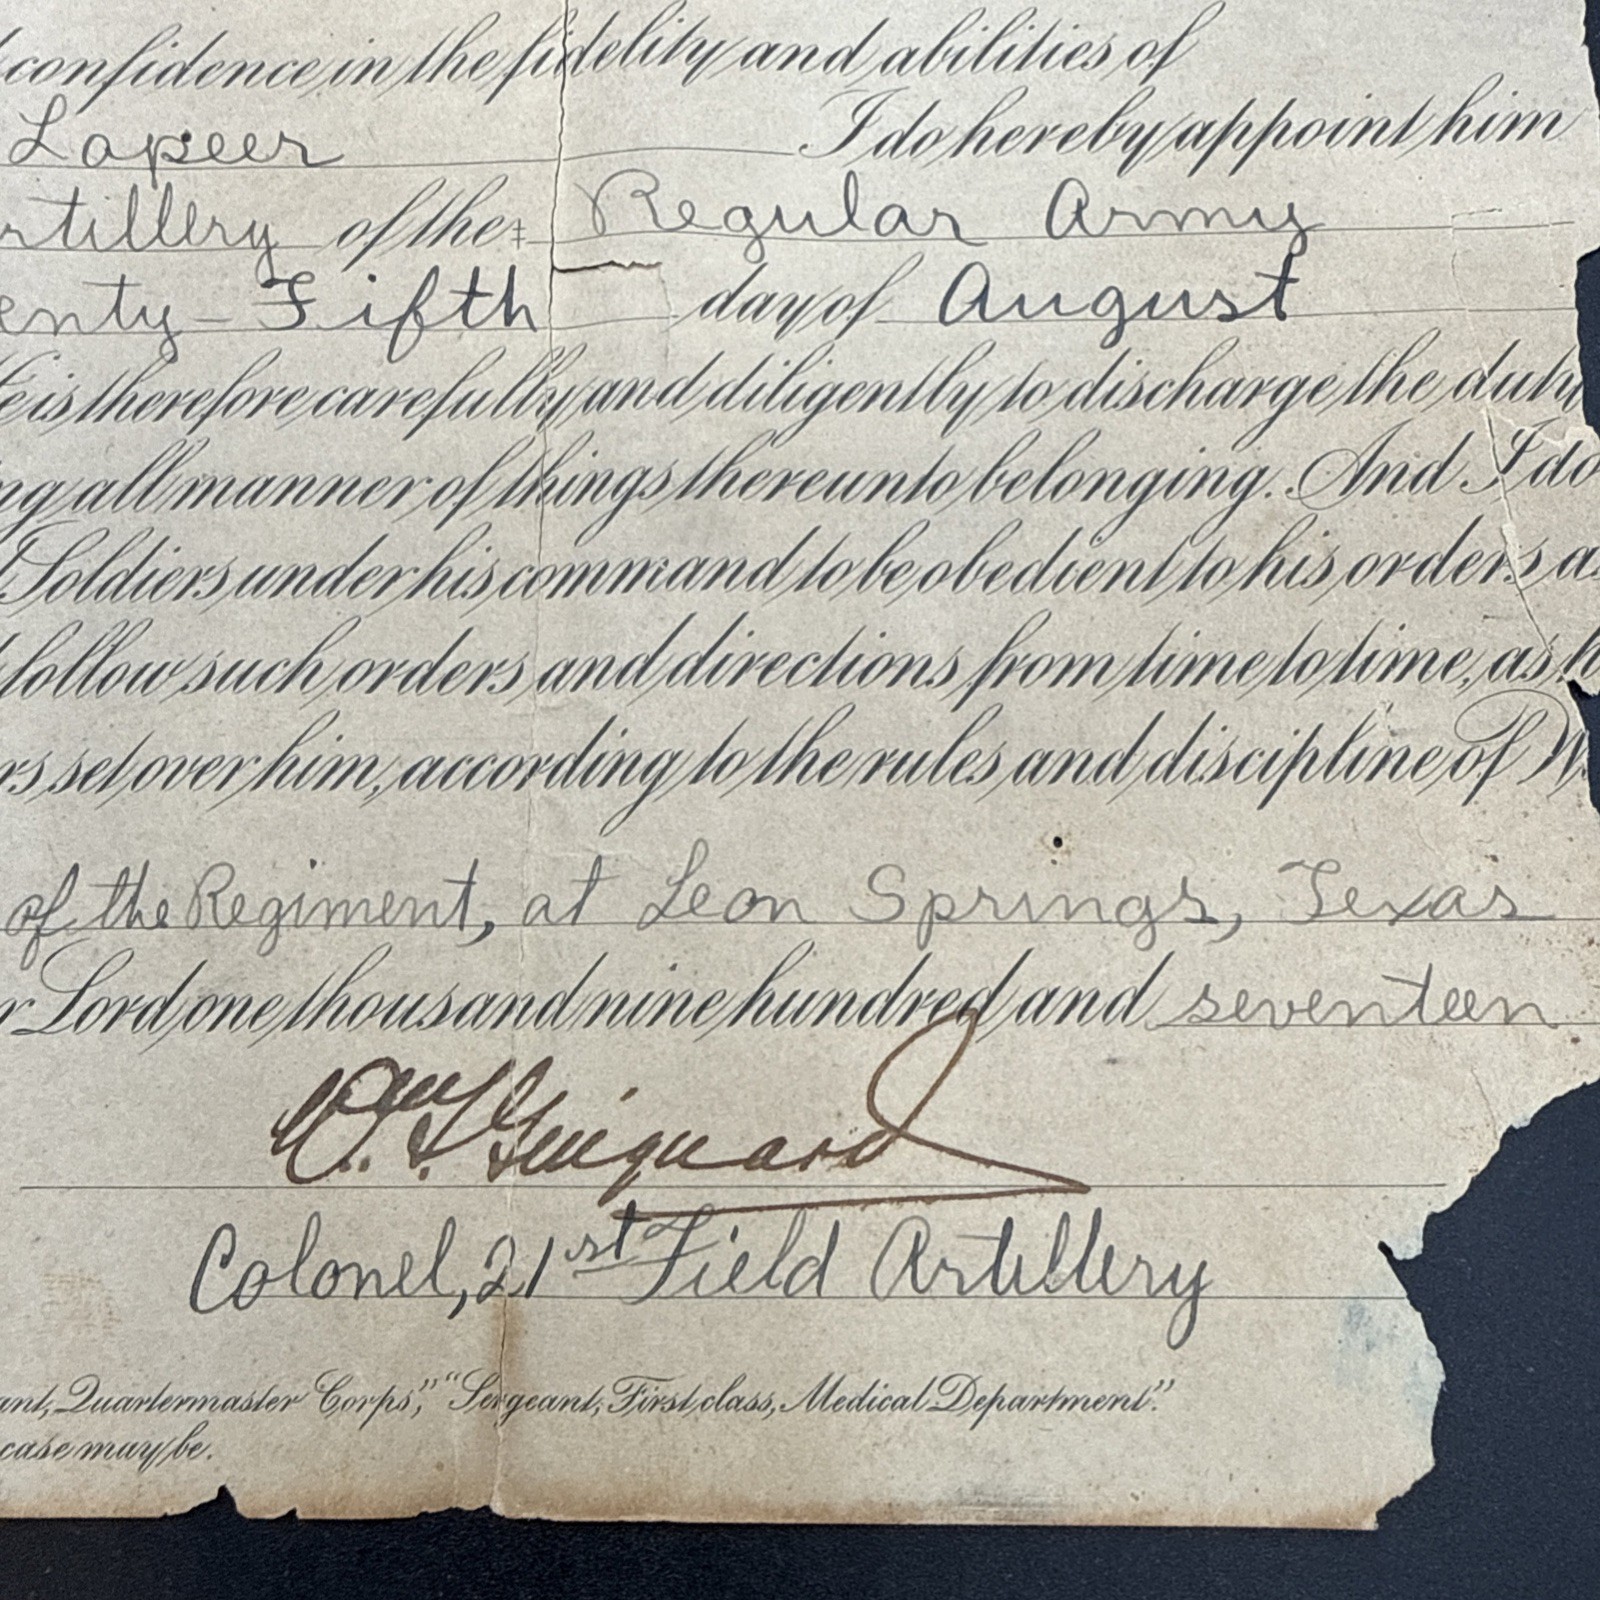 confidence in the fidelity and abilities of
Lapeer I do hereby appoint him
rtillery of the‡ Regular Army
enty-Fifth day of August
He is therefore carefully and diligently to discharge the duty
ng all manner of things thereunto belonging. And I do
Soldiers under his command to be obedient to his orders as
follow such orders and directions from time to time, as h
rs set over him, according to the rules and discipline of W
of the Regiment, at Leon Springs, Texas
r Lord one thousand nine hundred and seventeen
Colonel, 21st Field Artillery
ant, Quartermaster Corps," "Sergeant, First class, Medical Department".
case may be.